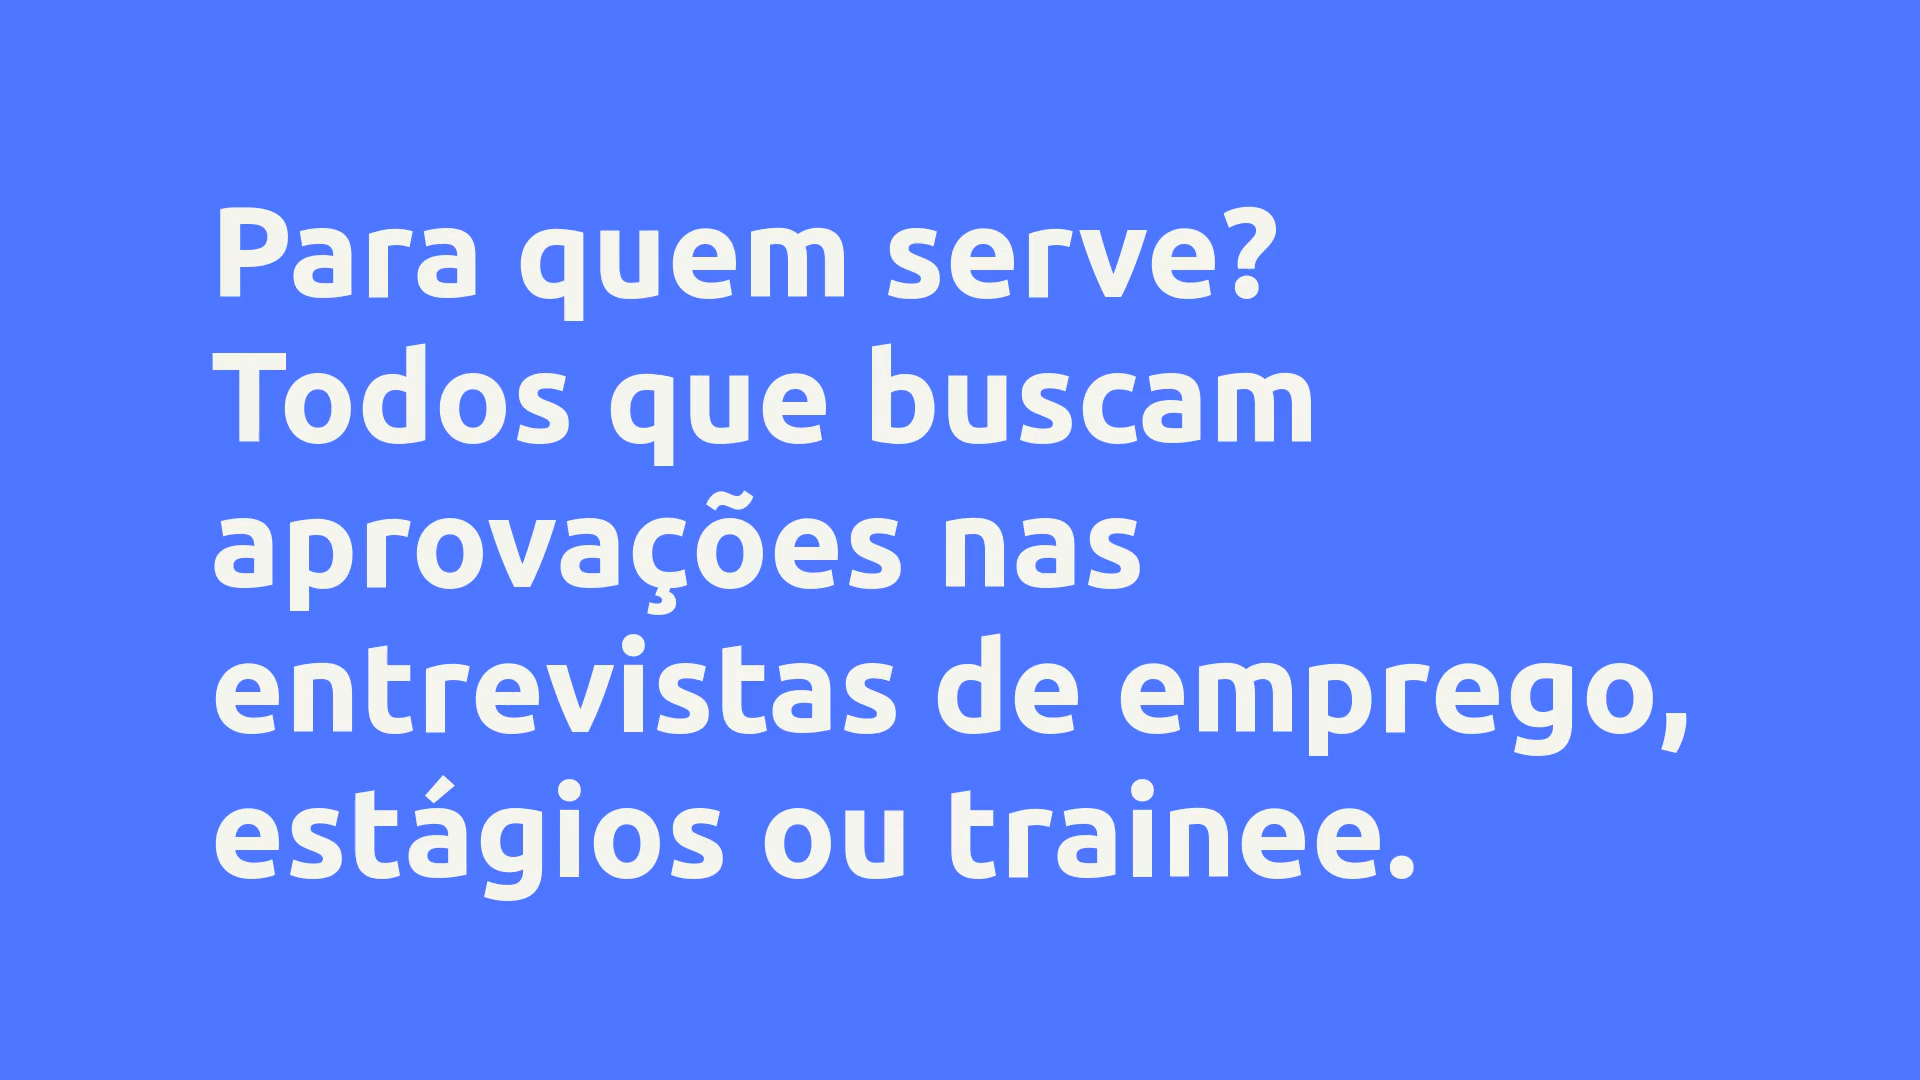 Para quem serve?
Todos que buscam
aprovações nas
entrevistas de emprego,
estágios ou trainee.